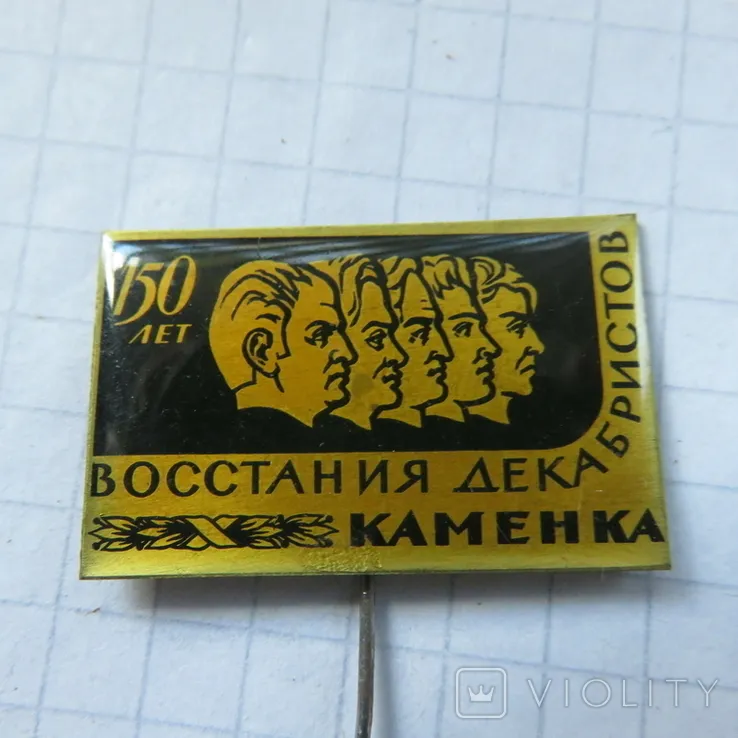 150
ЛЕТ
ВОССТАНИЯ ДЕКАБРИСТОВ
КАМЕНКА
VIOLITY